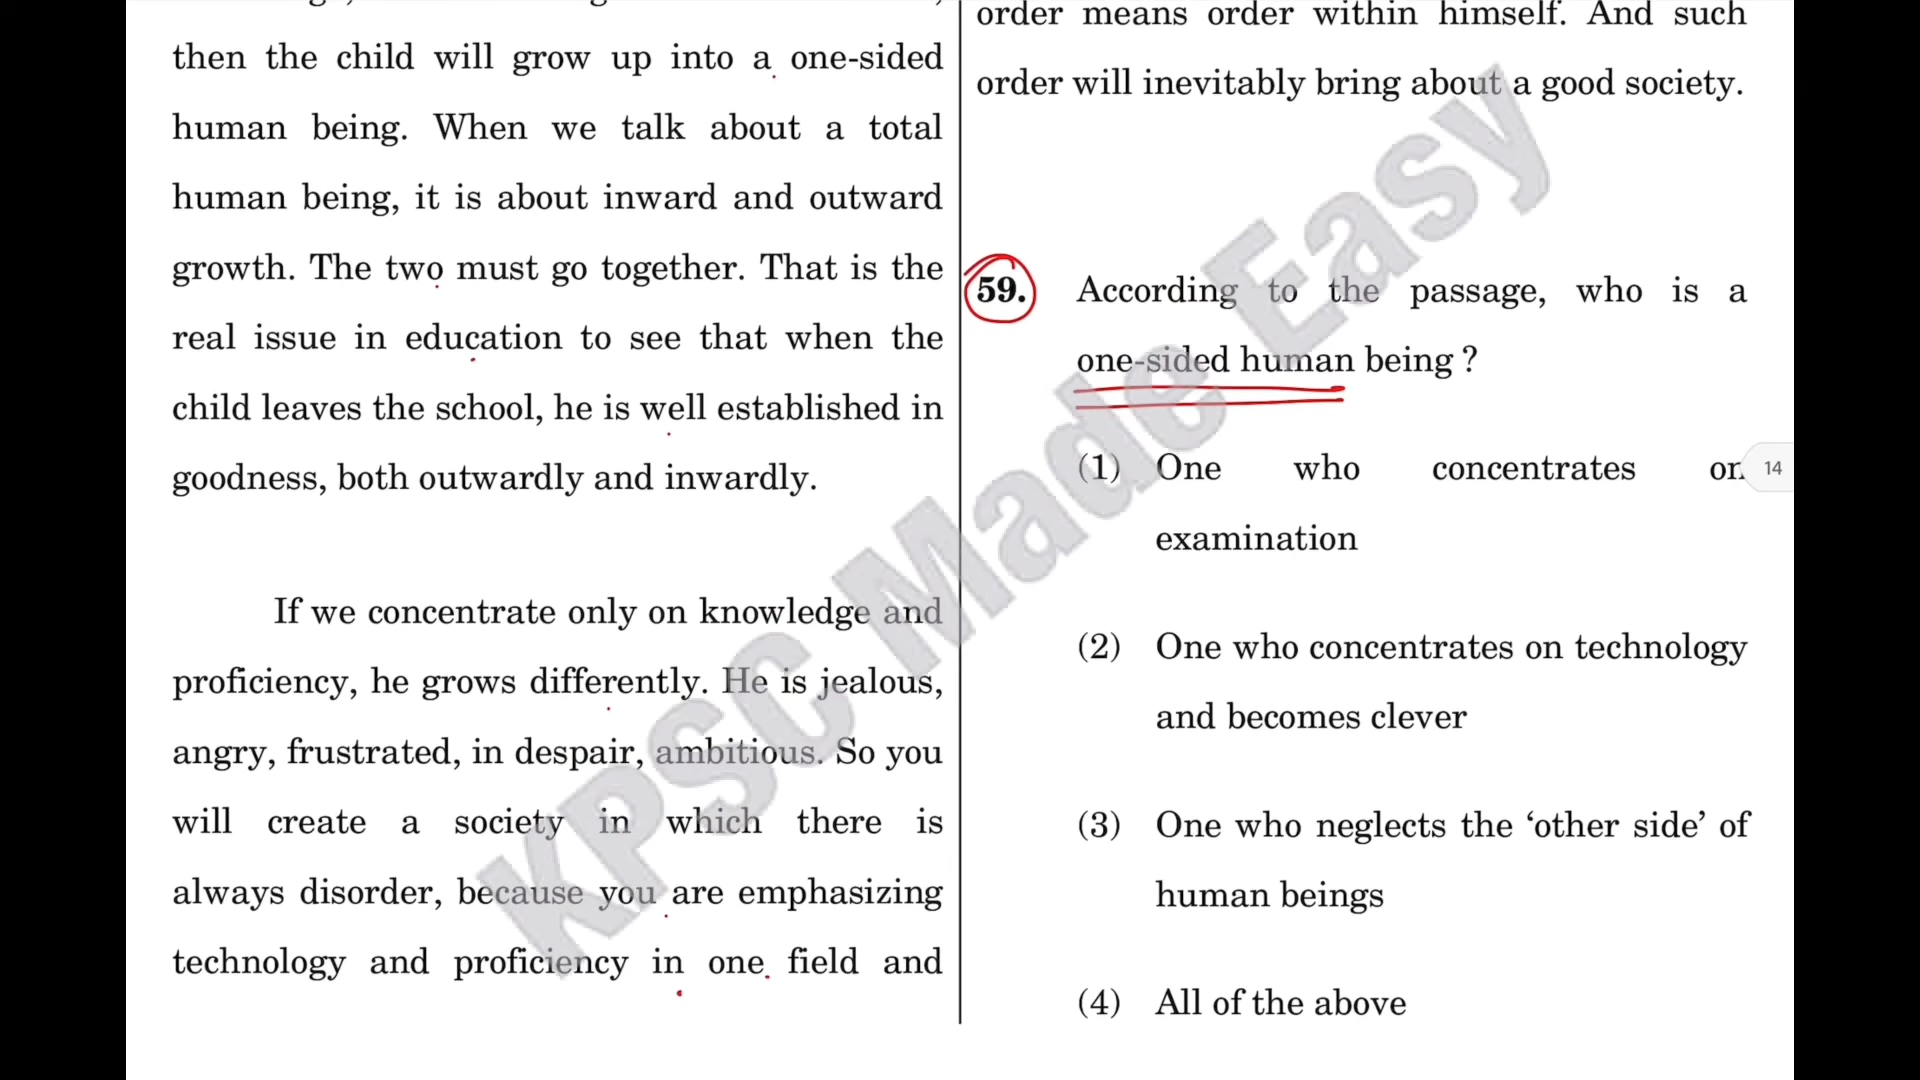 then the child will grow up into a one-sided
human being. When we talk about a total
human being, it is about inward and outward
growth. The two must go together. That is the
real issue in education to see that when the
child leaves the school, he is well established in
goodness, both outwardly and inwardly.
If we concentrate only on knowledge and
proficiency, he grows differently. He is jealous,
angry, frustrated, in despair, ambitious. So you
will create a society in which there is
always disorder, because you are emphasizing
technology and proficiency in one field and
order means order within himself. And such
order will inevitably bring about a good society.
59. According to the passage, who is a
one-sided human being ?
(1) One who concentrates on
examination
(2) One who concentrates on technology
and becomes clever
(3) One who neglects the ‘other side’ of
human beings
(4) All of the above
14
KPSC Made Easy